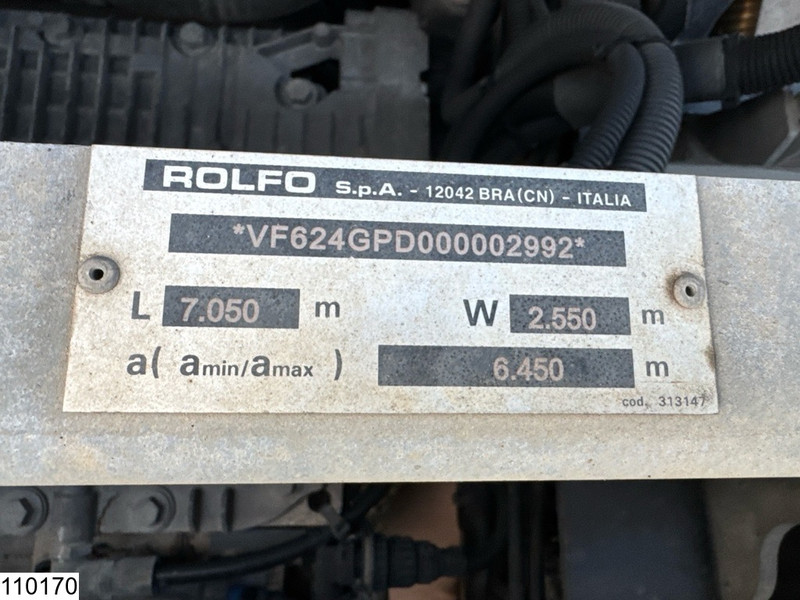 ROLFO S.p.A. - 12042 BRA(CN) - ITALIA
*VF624GPD000002992*
L 7.050 m W 2.550 m
a( amin/amax ) 6.450 m
cod. 313147
110170